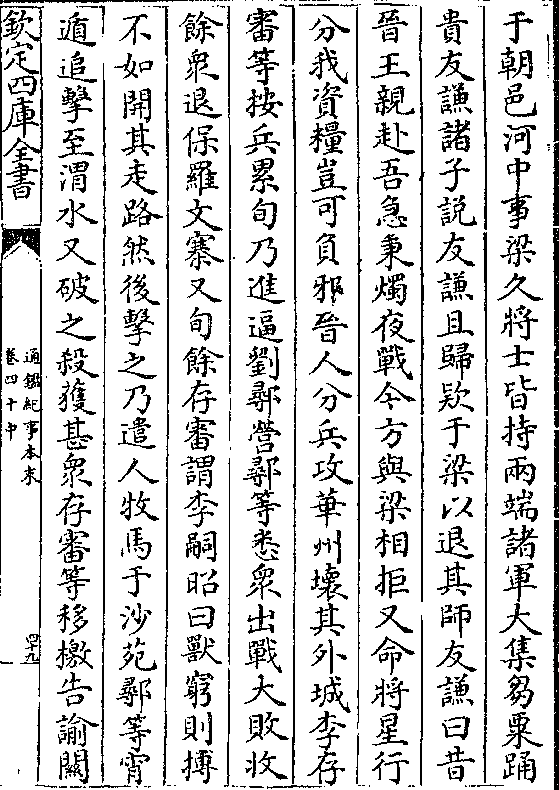 于朝邑河中事梁久將士皆持兩端諸軍大集芻粟踊
貴友謙諸子說友謙且歸欵于梁以退其師友謙曰昔
晉王親赴吾急秉燭夜戰今方與梁相拒又命將星行
分我資糧豈可負邪晉人分兵攻華州壞其外城李存
審等按兵累旬乃進逼劉鄩營鄩等悉衆出戰大敗收
餘衆退保羅文寨又旬餘存審謂李嗣昭曰獸窮則搏
不如開其走路然後擊之乃遣人牧馬于沙苑鄩等宵
遁追擊至渭水又破之殺獲甚衆存審等移檄告諭關
欽定四庫全書
通鑑紀事本末
卷四十中
四十九